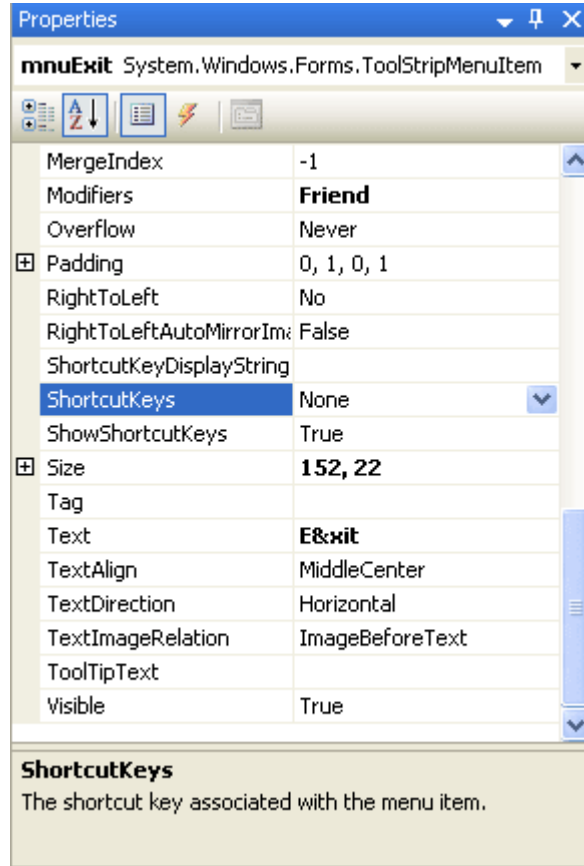 Properties
mnuExit System.Windows.Forms.ToolStripMenuItem
MergeIndex -1
Modifiers Friend
Overflow Never
Padding 0, 1, 0, 1
RightToLeft No
RightToLeftAutoMirrorIma False
ShortcutKeyDisplayString
ShortcutKeys None
ShowShortcutKeys True
Size 152, 22
Tag
Text E&xit
TextAlign MiddleCenter
TextDirection Horizontal
TextImageRelation ImageBeforeText
ToolTipText
Visible True
ShortcutKeys
The shortcut key associated with the menu item.